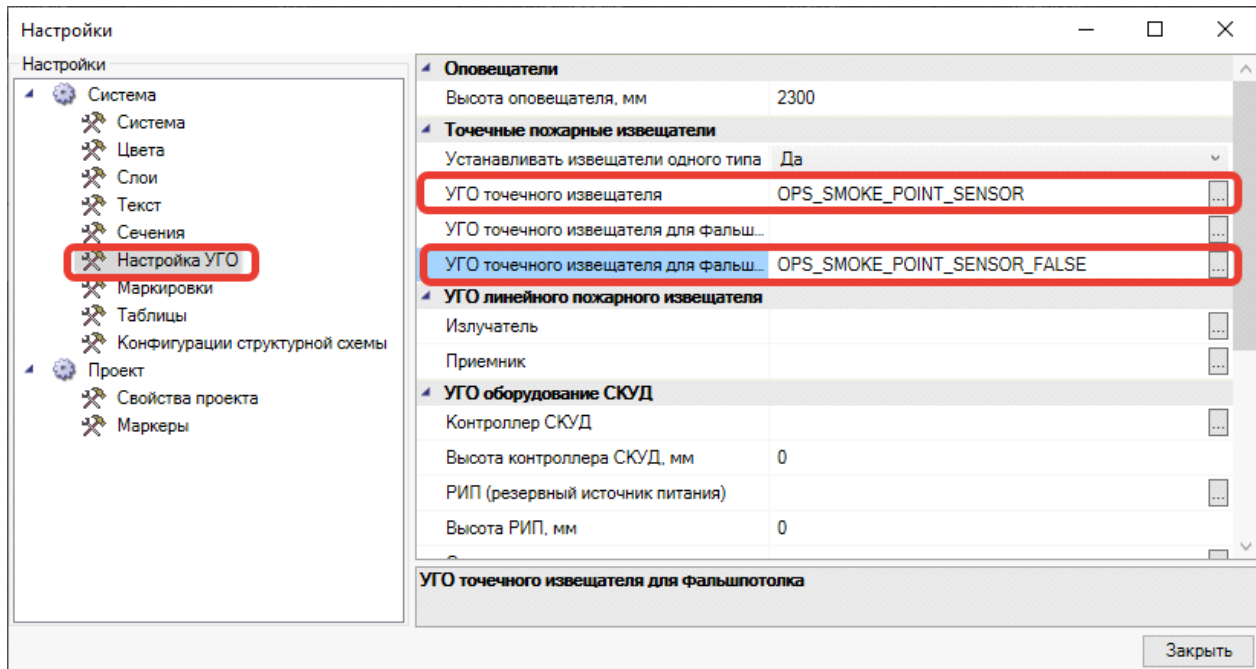 Настройки
Настройки
Система
Система
Цвета
Слои
Текст
Сечения
Настройка УГО
Маркировки
Таблицы
Конфигурации структурной схемы
Проект
Свойства проекта
Маркеры
Оповещатели
Высота оповещателя, мм 2300
Точечные пожарные извещатели
Устанавливать извещатели одного типа Да
УГО точечного извещателя OPS_SMOKE_POINT_SENSOR ...
УГО точечного извещателя для фальш... ...
УГО точечного извещателя для фальш... OPS_SMOKE_POINT_SENSOR_FALSE ...
УГО линейного пожарного извещателя
Излучатель ...
Приемник ...
УГО оборудование СКУД
Контроллер СКУД ...
Высота контроллера СКУД, мм 0
РИП (резервный источник питания) ...
Высота РИП, мм 0
УГО точечного извещателя для фальшпотолка
Закрыть